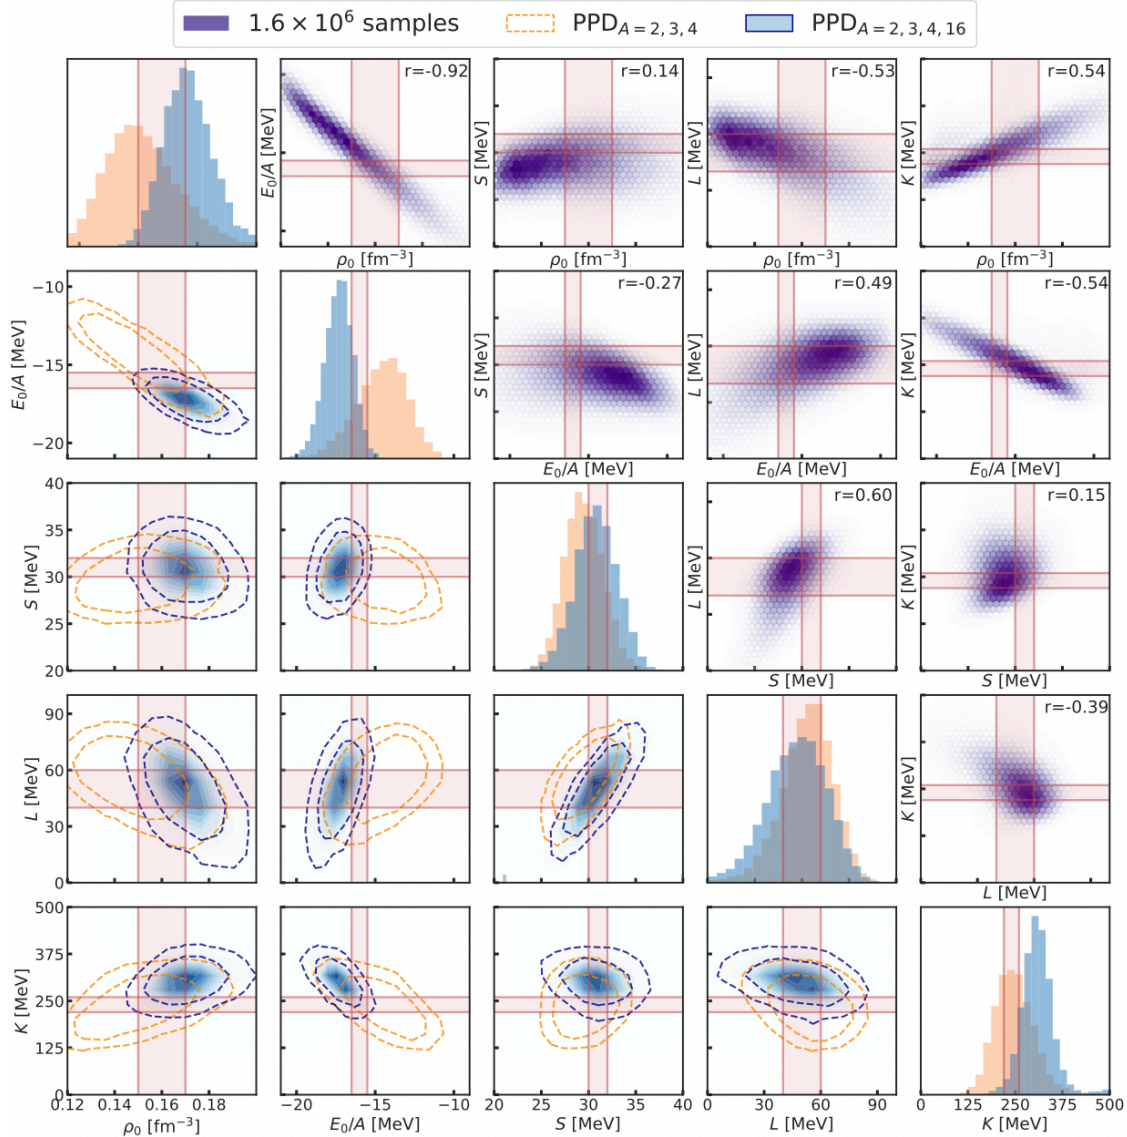 1.6 × 10⁶ samples PPD_A=2,3,4 PPD_A=2,3,4,16
r=-0.92 r=0.14 r=-0.53 r=0.54
E₀/A [MeV] S [MeV] L [MeV] K [MeV]
ρ₀ [fm⁻³] ρ₀ [fm⁻³] ρ₀ [fm⁻³] ρ₀ [fm⁻³]
r=-0.27 r=0.49 r=-0.54
−10
−15
−20
E₀/A [MeV] S [MeV] L [MeV] K [MeV]
E₀/A [MeV] E₀/A [MeV] E₀/A [MeV]
r=0.60 r=0.15
40
35
30
25
20
S [MeV] L [MeV] K [MeV]
S [MeV] S [MeV]
r=-0.39
90
60
30
0
L [MeV] K [MeV]
L [MeV]
500
375
250
125
0
K [MeV]
0.12 0.14 0.16 0.18 −20 −15 −10 20 25 30 35 40 0 30 60 90 0 125 250 375 500
ρ₀ [fm⁻³] E₀/A [MeV] S [MeV] L [MeV] K [MeV]